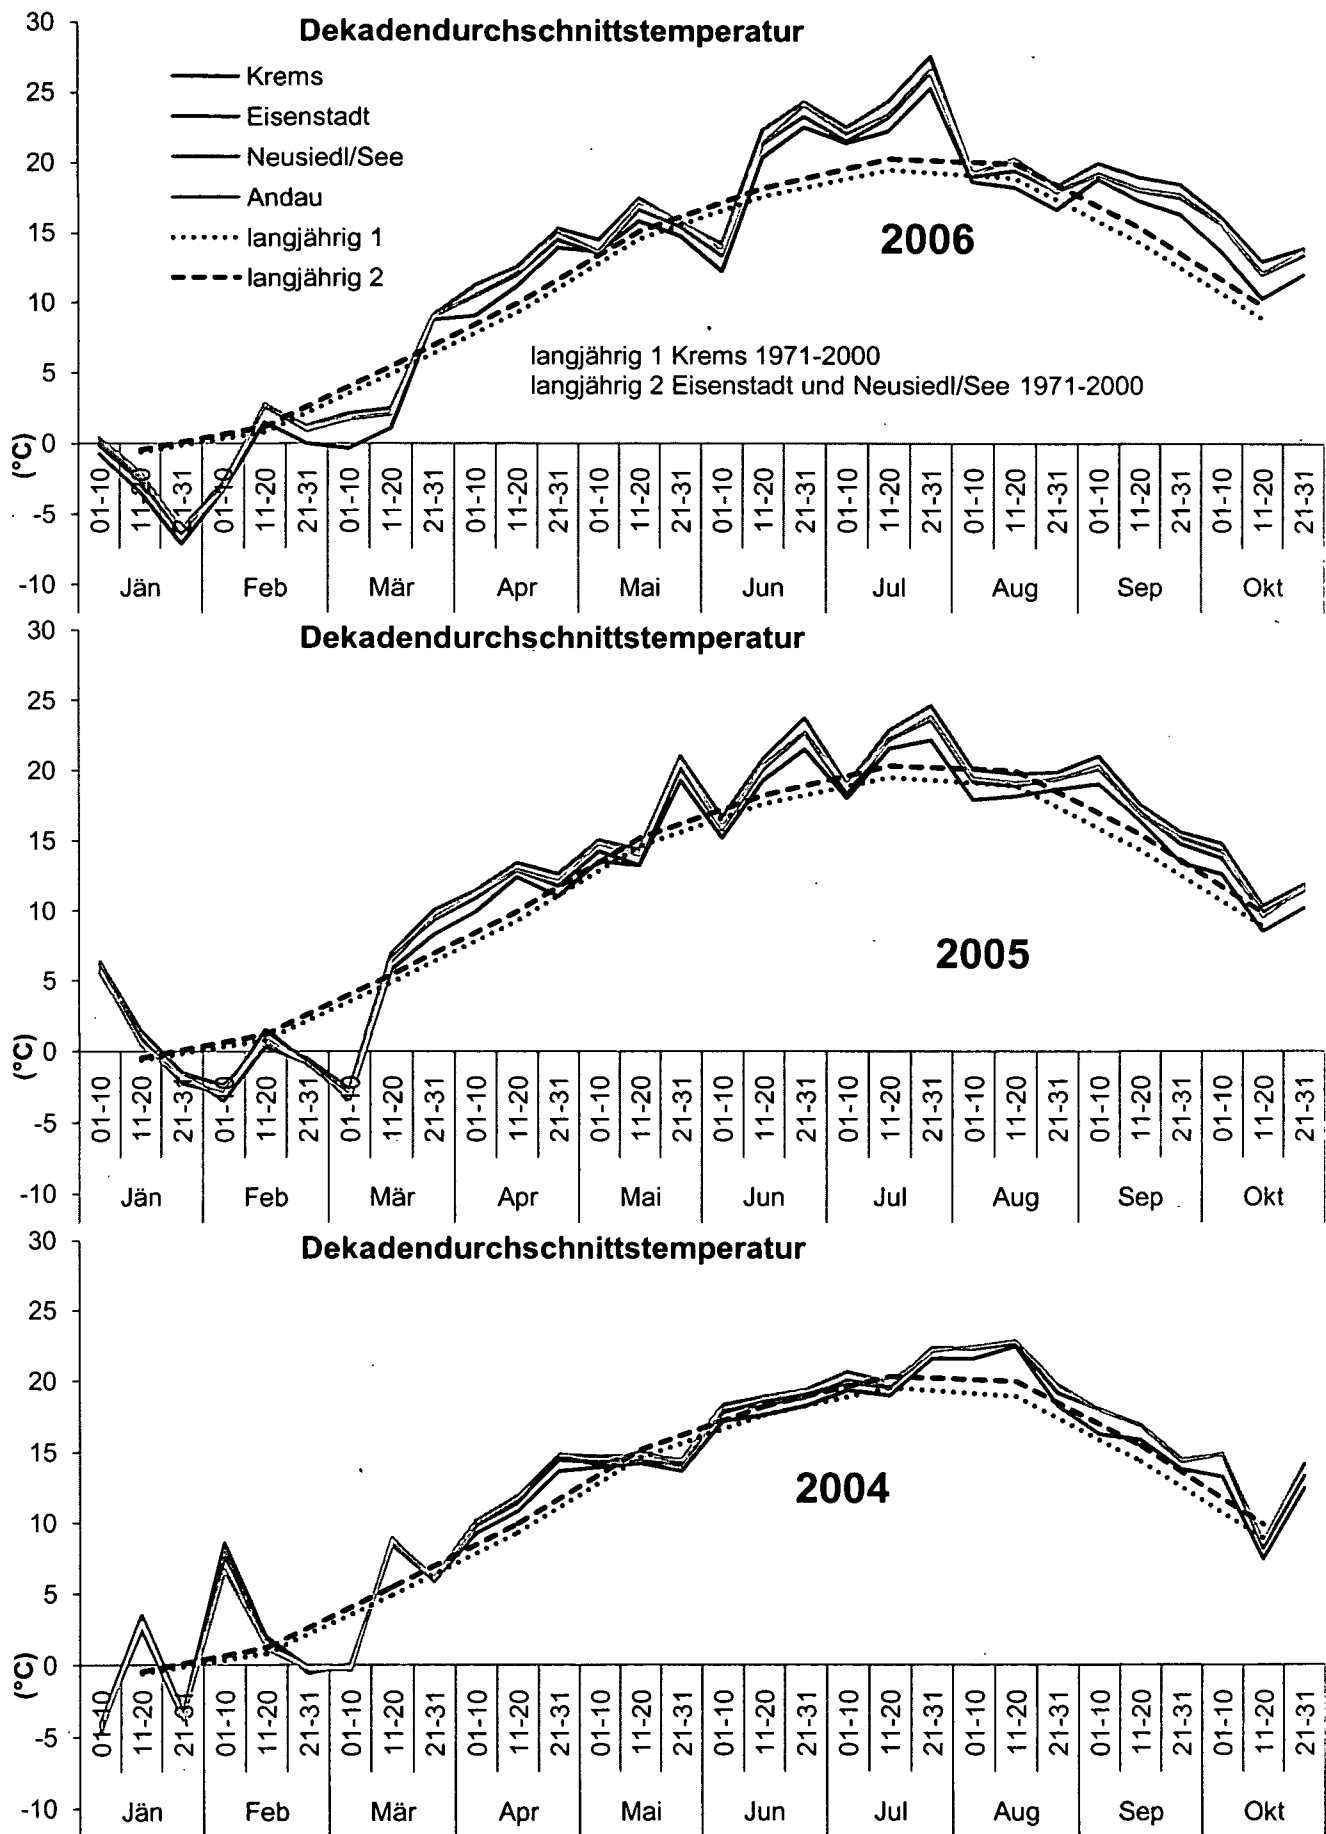 Dekadendurchschnittstemperatur
30
25
20
15
10
5
0
-5
-10
(°C)
Krems
Eisenstadt
Neusiedl/See
Andau
langjährig 1
langjährig 2
2006
langjährig 1 Krems 1971-2000
langjährig 2 Eisenstadt und Neusiedl/See 1971-2000
01-10 11-20 21-31 01-10 11-20 21-31 01-10 11-20 21-31 01-10 11-20 21-31 01-10 11-20 21-31 01-10 11-20 21-31 01-10 11-20 21-31 01-10 11-20 21-31 01-10 11-20 21-31 01-10 11-20 21-31
Jän Feb Mär Apr Mai Jun Jul Aug Sep Okt
Dekadendurchschnittstemperatur
30
25
20
15
10
5
0
-5
-10
(°C)
2005
01-10 11-20 21-31 01-10 11-20 21-31 01-10 11-20 21-31 01-10 11-20 21-31 01-10 11-20 21-31 01-10 11-20 21-31 01-10 11-20 21-31 01-10 11-20 21-31 01-10 11-20 21-31 01-10 11-20 21-31
Jän Feb Mär Apr Mai Jun Jul Aug Sep Okt
Dekadendurchschnittstemperatur
30
25
20
15
10
5
0
-5
-10
(°C)
2004
01-10 11-20 21-31 01-10 11-20 21-31 01-10 11-20 21-31 01-10 11-20 21-31 01-10 11-20 21-31 01-10 11-20 21-31 01-10 11-20 21-31 01-10 11-20 21-31 01-10 11-20 21-31 01-10 11-20 21-31
Jän Feb Mär Apr Mai Jun Jul Aug Sep Okt